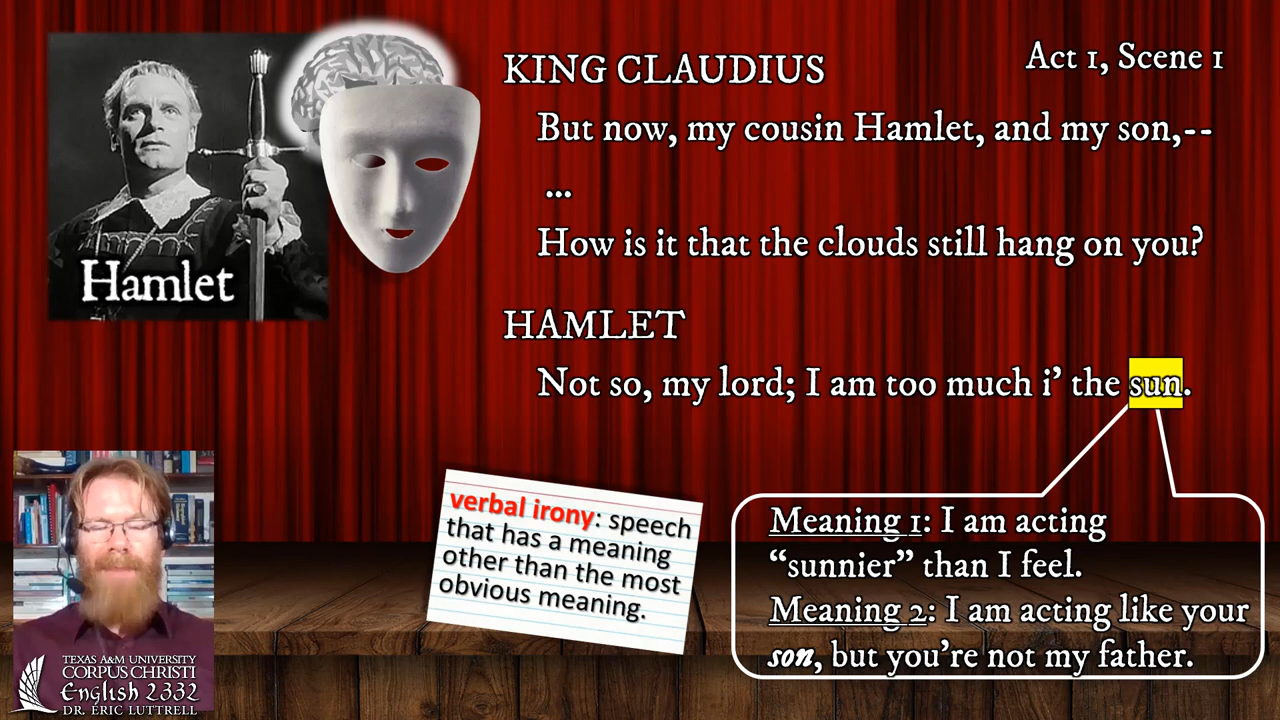 Hamlet
KING CLAUDIUS
Act 1, Scene 1
But now, my cousin Hamlet, and my son,--
...
How is it that the clouds still hang on you?
HAMLET
Not so, my lord; I am too much i' the sun.
verbal irony: speech
that has a meaning
other than the most
obvious meaning.
Meaning 1: I am acting
“sunnier” than I feel.
Meaning 2: I am acting like your
son, but you're not my father.
TEXAS A&M UNIVERSITY
CORPUS CHRISTI
English 2332
DR. ERIC LUTTRELL